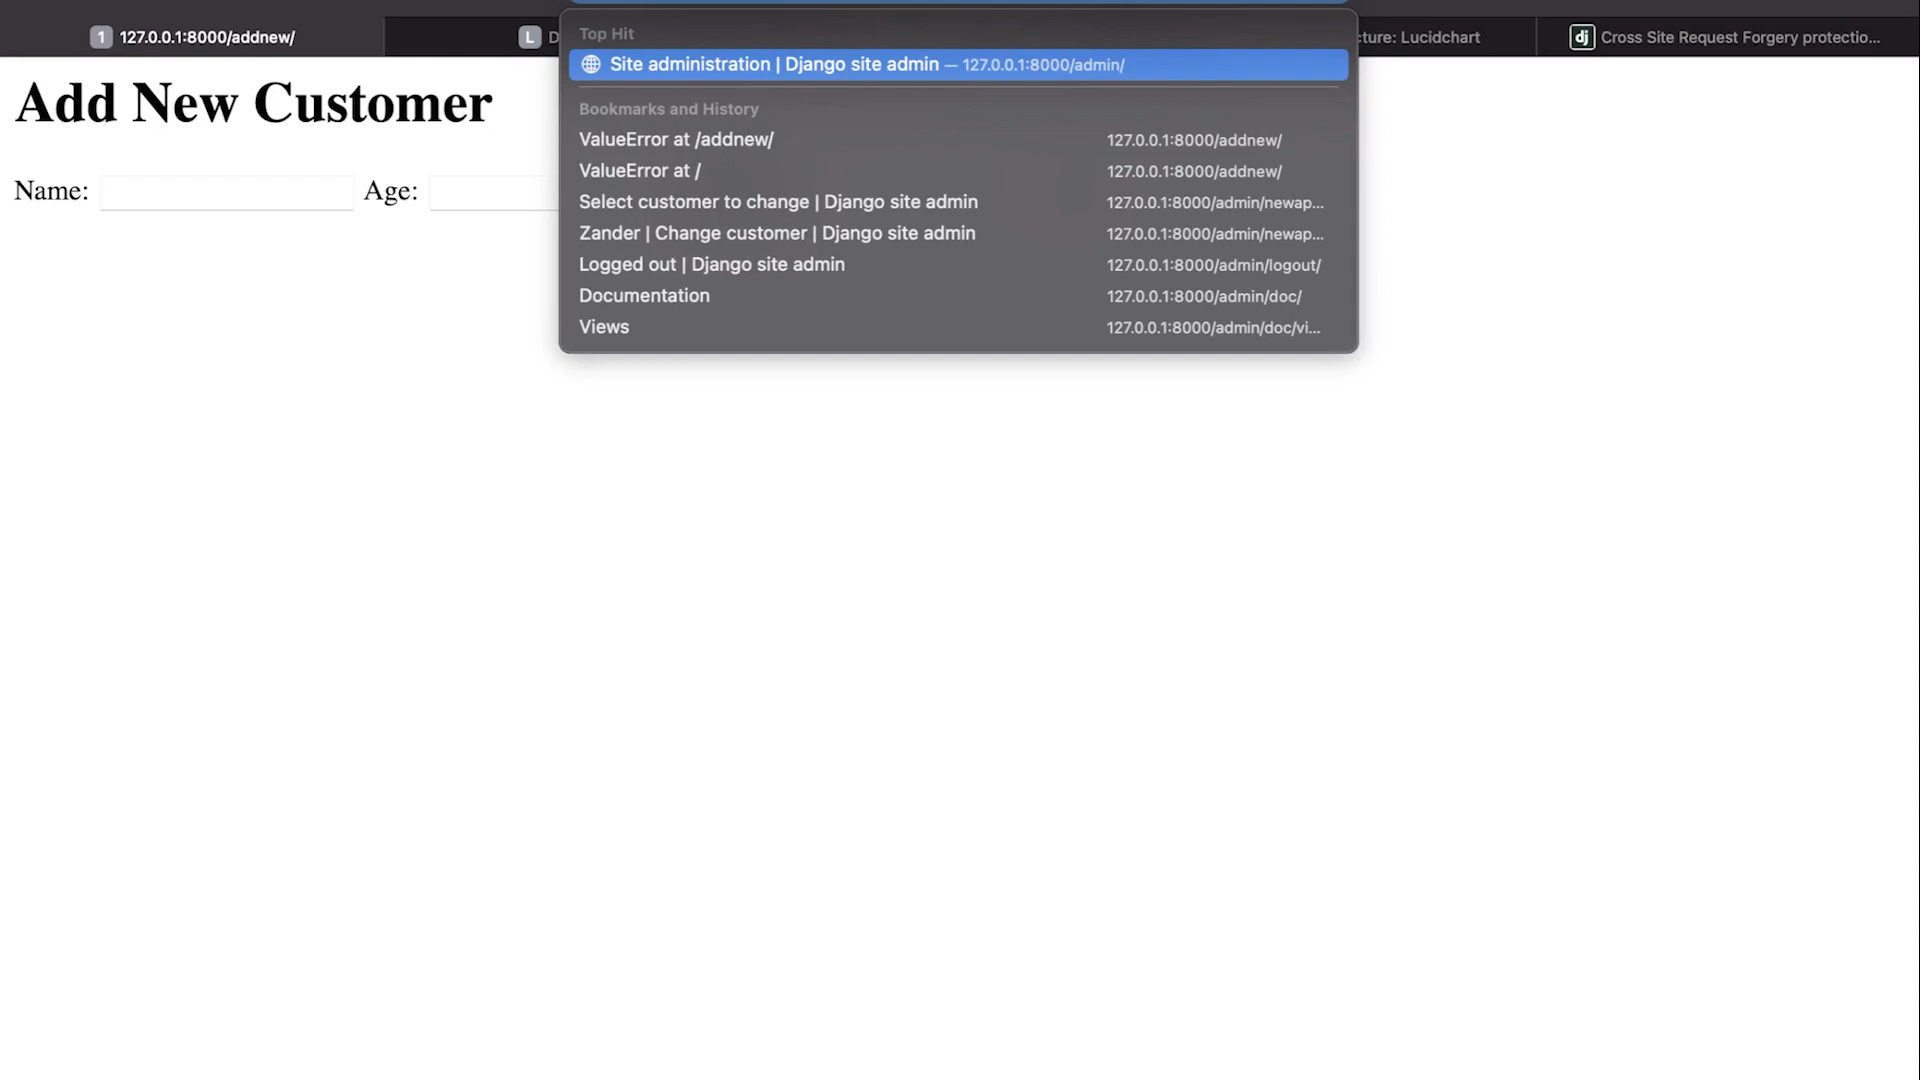 1 127.0.0.1:8000/addnew/
L D
cture: Lucidchart
dj Cross Site Request Forgery protectio...
Top Hit
Site administration | Django site admin — 127.0.0.1:8000/admin/
Bookmarks and History
ValueError at /addnew/ 127.0.0.1:8000/addnew/
ValueError at / 127.0.0.1:8000/addnew/
Select customer to change | Django site admin 127.0.0.1:8000/admin/newap...
Zander | Change customer | Django site admin 127.0.0.1:8000/admin/newap...
Logged out | Django site admin 127.0.0.1:8000/admin/logout/
Documentation 127.0.0.1:8000/admin/doc/
Views 127.0.0.1:8000/admin/doc/vi...
Add New Customer
Name: Age: